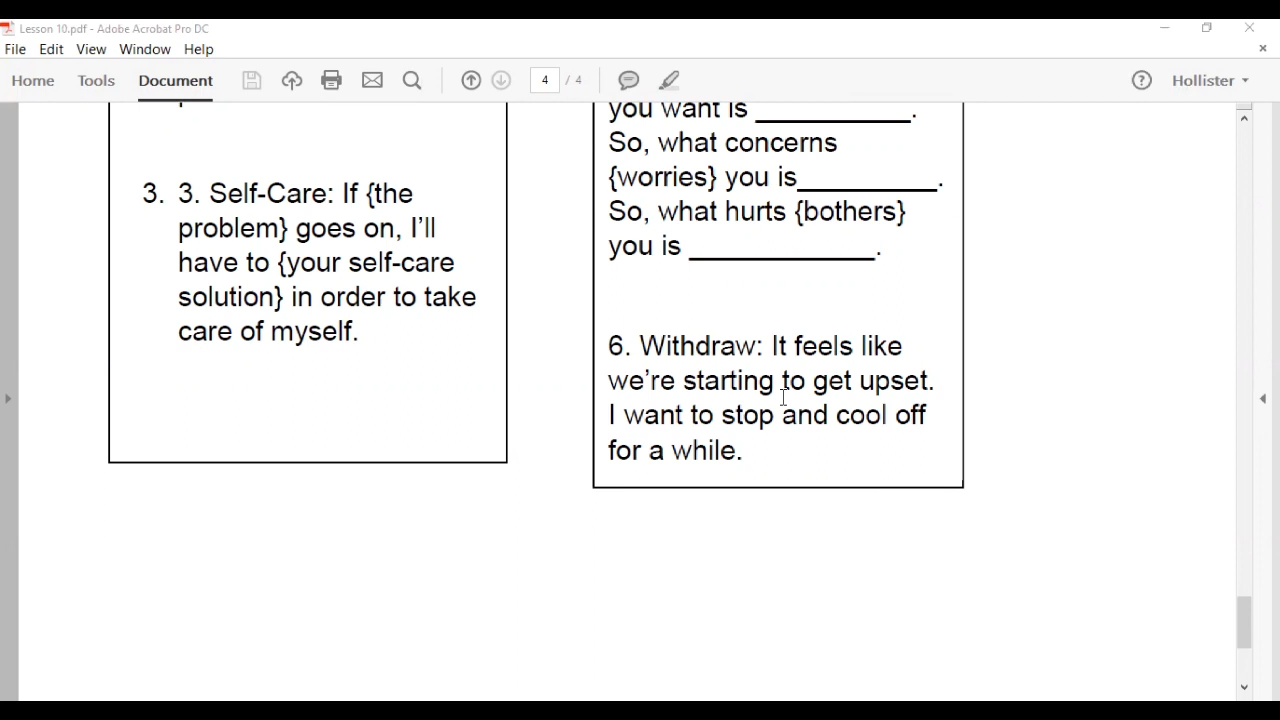 Lesson 10.pdf - Adobe Acrobat Pro DC
File Edit View Window Help
Home Tools Document 4 / 4 Hollister
3. 3. Self-Care: If {the
problem} goes on, I’ll
have to {your self-care
solution} in order to take
care of myself.
you want is ___________.
So, what concerns
{worries} you is__________.
So, what hurts {bothers}
you is _____________.
6. Withdraw: It feels like
we’re starting to get upset.
I want to stop and cool off
for a while.